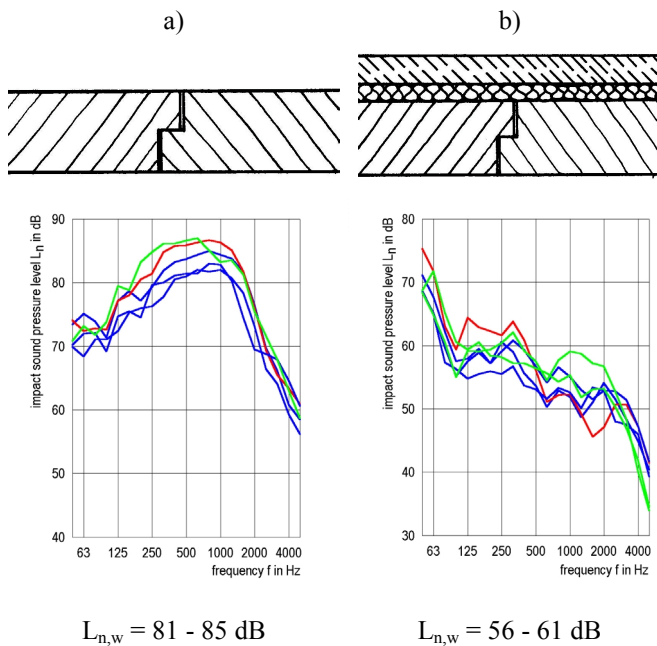 a)
b)
90
80
70
60
50
40
impact sound pressure level Lₙ in dB
63 125 250 500 1000 2000 4000
frequency f in Hz
80
70
60
50
40
30
impact sound pressure level Lₙ in dB
63 125 250 500 1000 2000 4000
frequency f in Hz
Lₙ,w = 81 - 85 dB
Lₙ,w = 56 - 61 dB